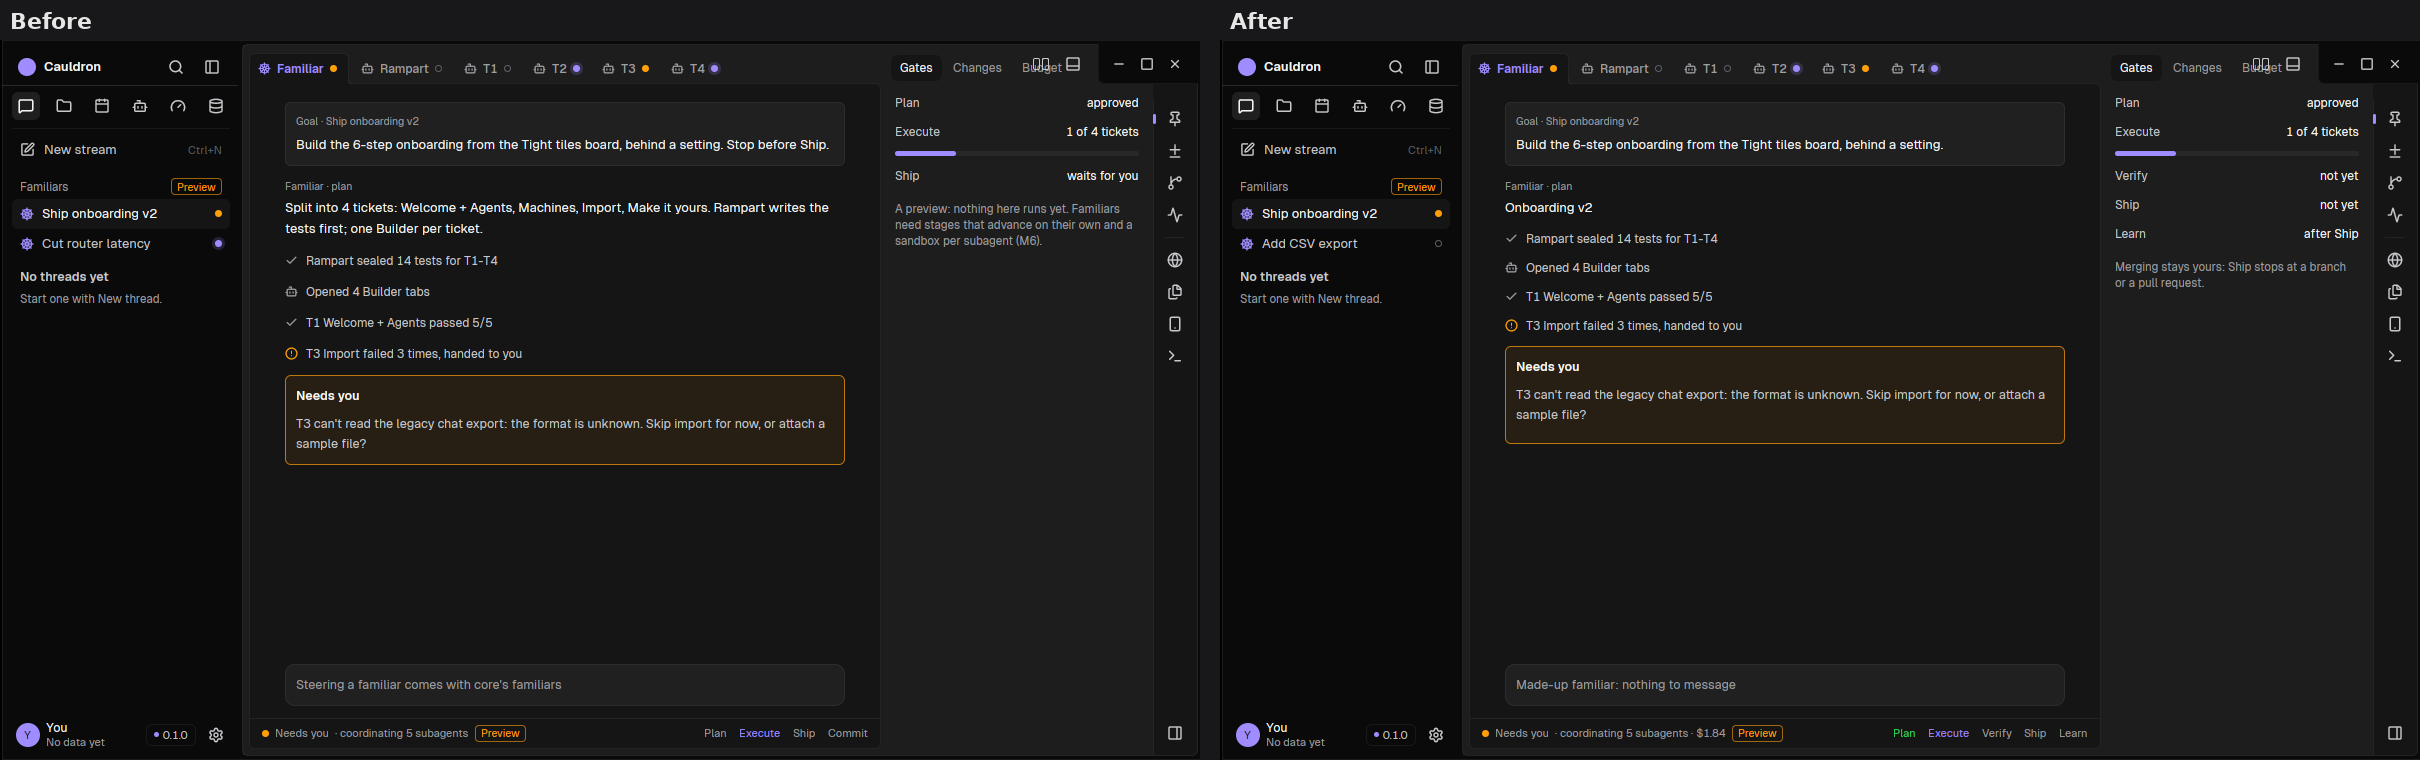 Before
Cauldron
New stream Ctrl+N
Familiars Preview
Ship onboarding v2
Cut router latency
No threads yet
Start one with New thread.
Y You
No data yet
0.1.0
Familiar Rampart T1 T2 T3 T4
Goal · Ship onboarding v2
Build the 6-step onboarding from the Tight tiles board, behind a setting. Stop before Ship.
Familiar · plan
Split into 4 tickets: Welcome + Agents, Machines, Import, Make it yours. Rampart writes the
tests first; one Builder per ticket.
Rampart sealed 14 tests for T1-T4
Opened 4 Builder tabs
T1 Welcome + Agents passed 5/5
T3 Import failed 3 times, handed to you
Needs you
T3 can't read the legacy chat export: the format is unknown. Skip import for now, or attach a
sample file?
Steering a familiar comes with core's familiars
Needs you · coordinating 5 subagents Preview Plan Execute Ship Commit
Gates Changes Budget
Plan approved
Execute 1 of 4 tickets
Ship waits for you
A preview: nothing here runs yet. Familiars
need stages that advance on their own and a
sandbox per subagent (M6).
After
Cauldron
New stream Ctrl+N
Familiars Preview
Ship onboarding v2
Add CSV export
No threads yet
Start one with New thread.
Y You
No data yet
0.1.0
Familiar Rampart T1 T2 T3 T4
Goal · Ship onboarding v2
Build the 6-step onboarding from the Tight tiles board, behind a setting.
Familiar · plan
Onboarding v2
Rampart sealed 14 tests for T1-T4
Opened 4 Builder tabs
T1 Welcome + Agents passed 5/5
T3 Import failed 3 times, handed to you
Needs you
T3 can't read the legacy chat export: the format is unknown. Skip import for now, or attach a
sample file?
Made-up familiar: nothing to message
Needs you · coordinating 5 subagents · $1.84 Preview Plan Execute Verify Ship Learn
Gates Changes Budget
Plan approved
Execute 1 of 4 tickets
Verify not yet
Ship not yet
Learn after Ship
Merging stays yours: Ship stops at a branch
or a pull request.